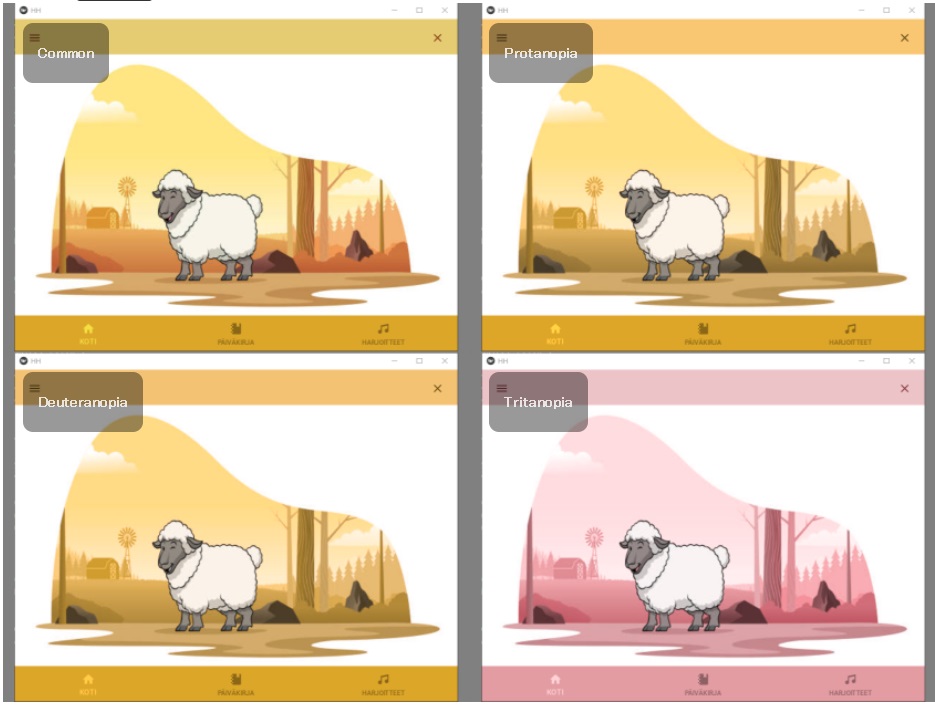 HH
Common
KOTI
PÄIVÄKIRJA
HARJOITTEET
HH
Protanopia
KOTI
PÄIVÄKIRJA
HARJOITTEET
HH
Deuteranopia
KOTI
PÄIVÄKIRJA
HARJOITTEET
HH
Tritanopia
KOTI
PÄIVÄKIRJA
HARJOITTEET